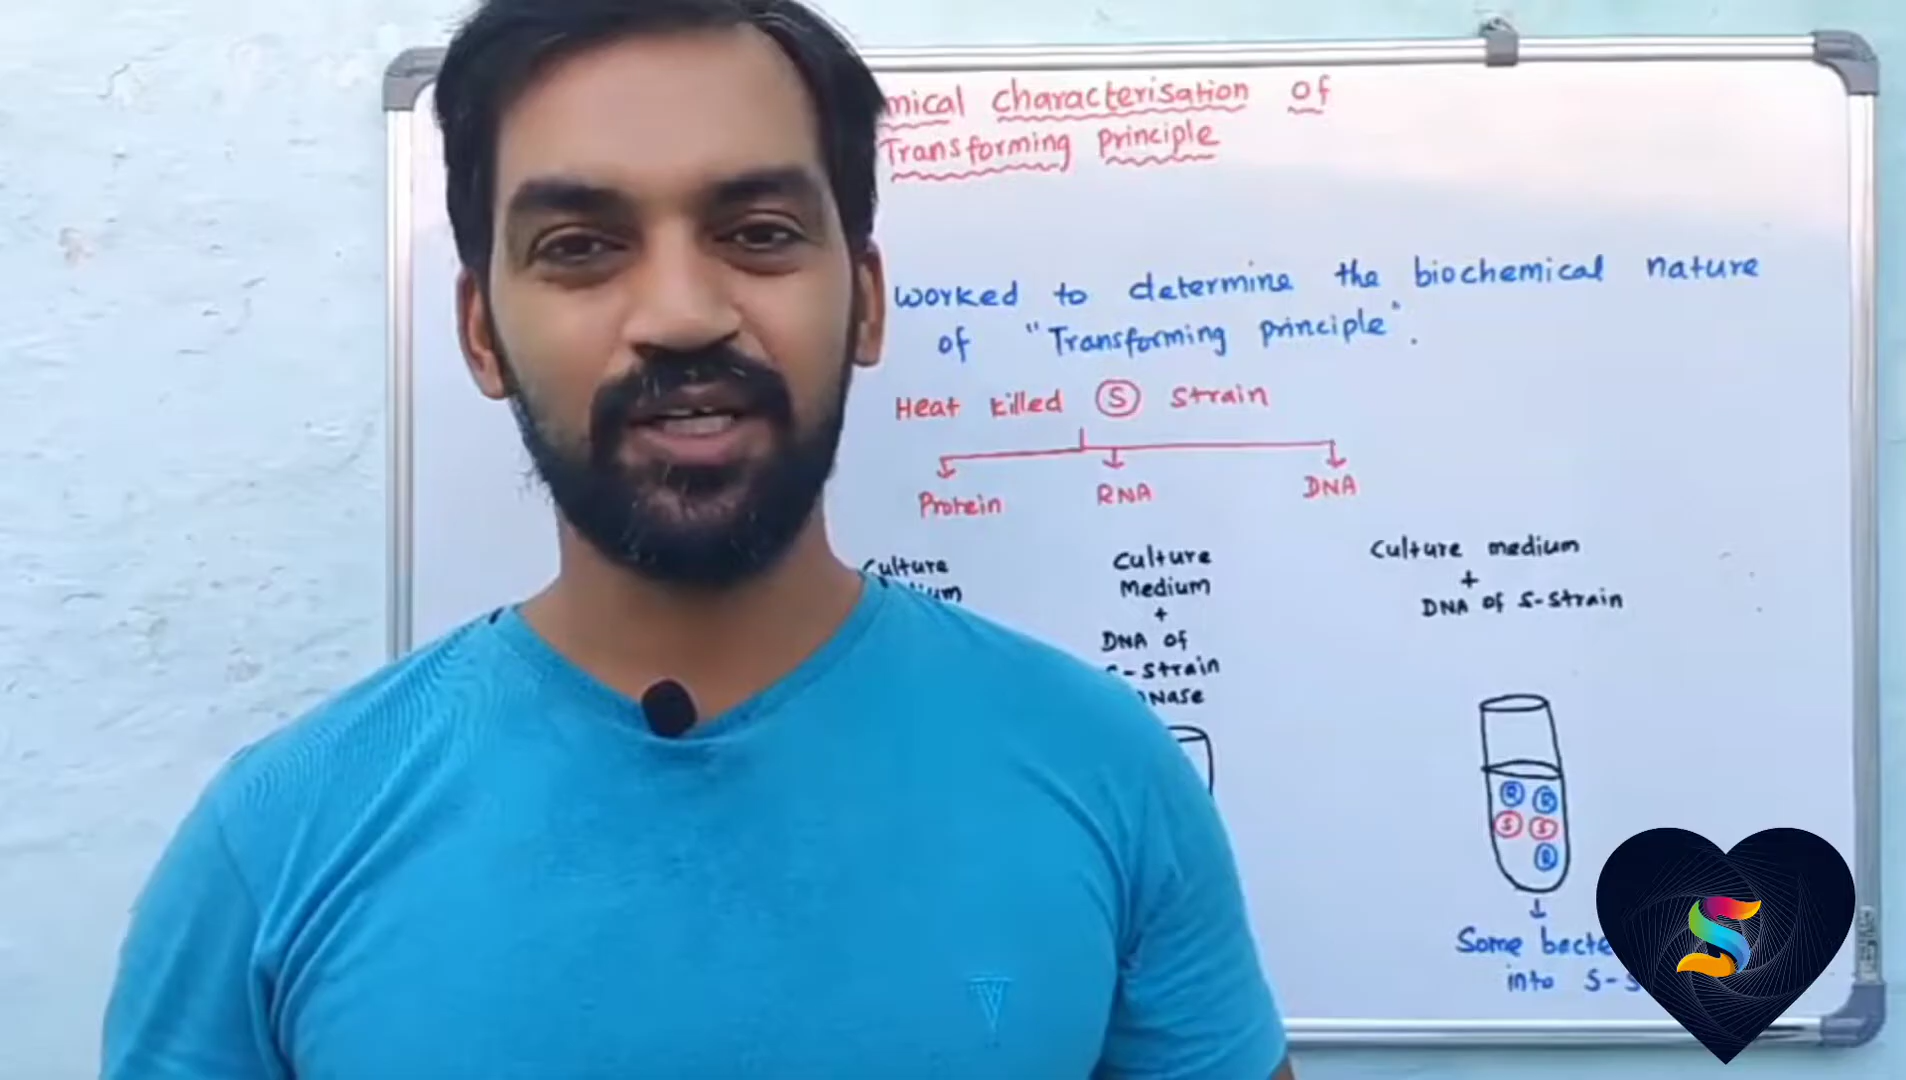 characterisation of
Transforming principle
worked to determine the biochemical nature
of "Transforming principle".
Heat killed S strain
Protein RNA DNA
Culture
Culture
Medium
+
DNA of
Culture medium
+
DNA of S-strain
R R
S S
R
Some
into